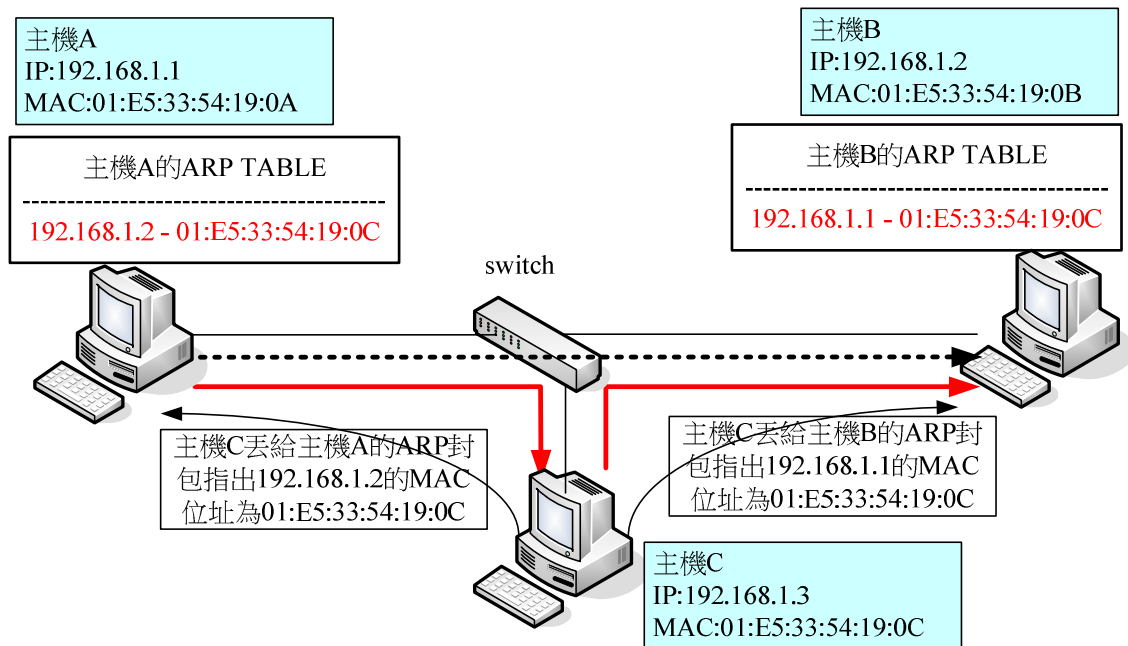 主機A
IP:192.168.1.1
MAC:01:E5:33:54:19:0A
主機B
IP:192.168.1.2
MAC:01:E5:33:54:19:0B
主機A的ARP TABLE
192.168.1.2 - 01:E5:33:54:19:0C
主機B的ARP TABLE
192.168.1.1 - 01:E5:33:54:19:0C
switch
主機C丟給主機A的ARP封
包指出192.168.1.2的MAC
位址為01:E5:33:54:19:0C
主機C丟給主機B的ARP封
包指出192.168.1.1的MAC
位址為01:E5:33:54:19:0C
主機C
IP:192.168.1.3
MAC:01:E5:33:54:19:0C